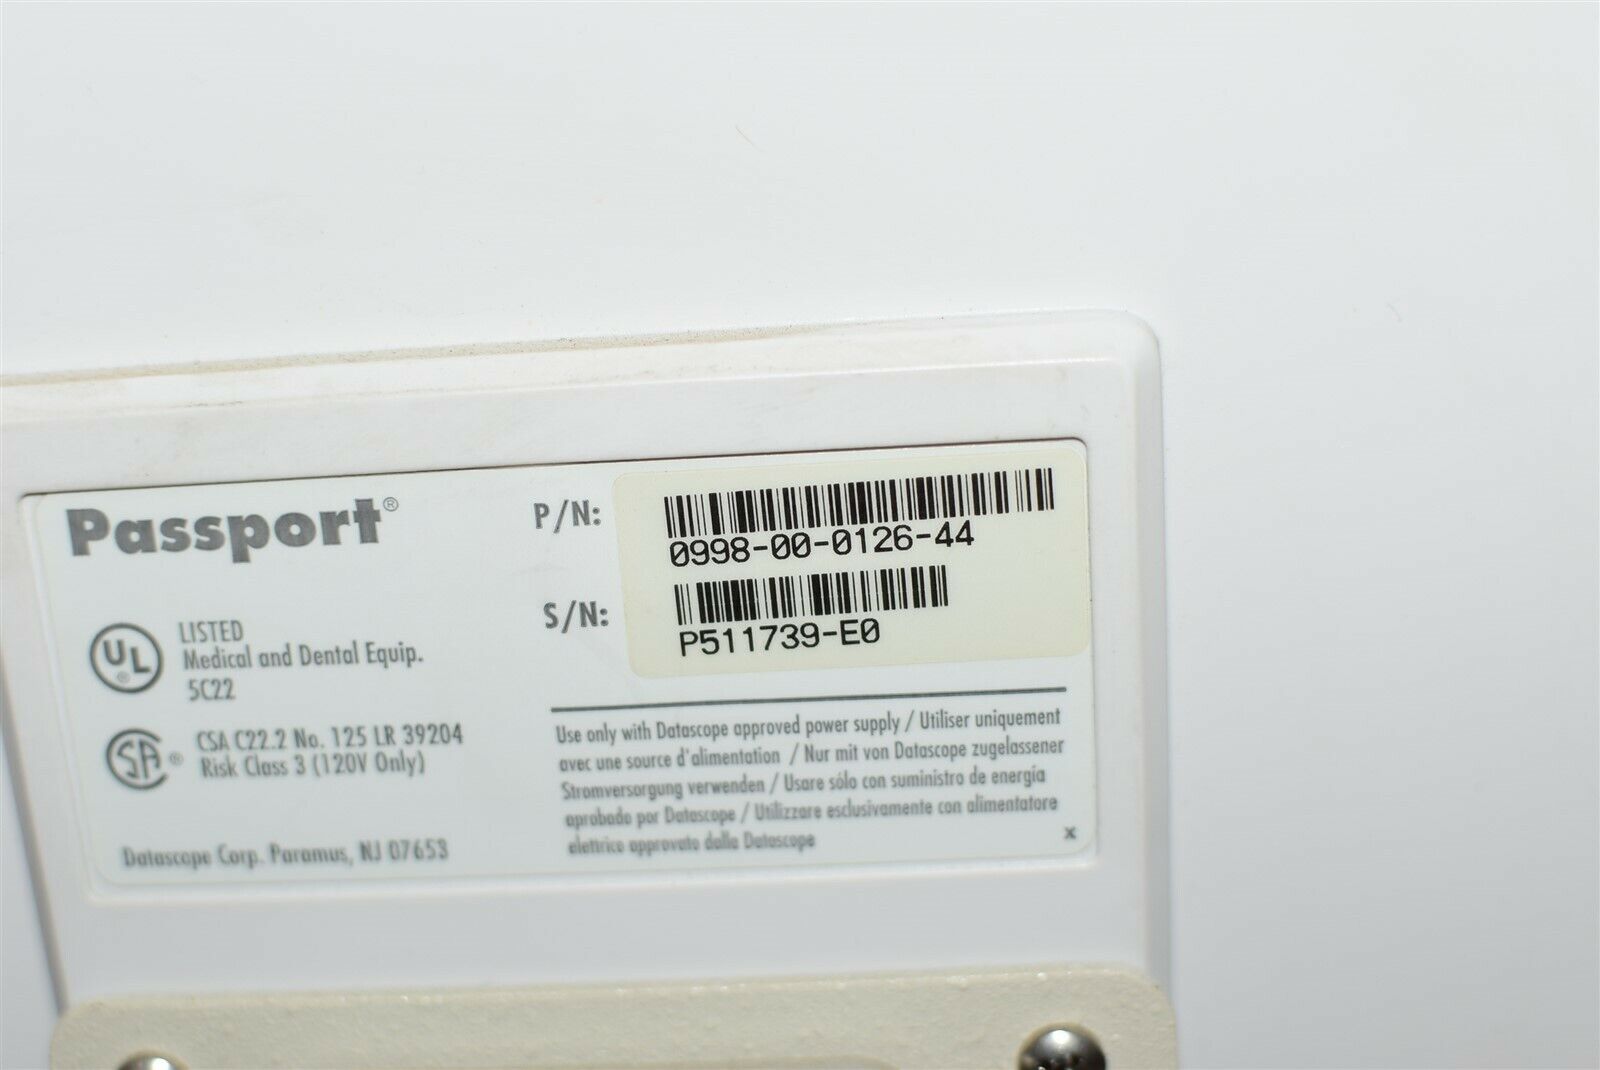 Passport®
P/N:
0998-00-0126-44
S/N:
P511739-E0
UL
®
LISTED
Medical and Dental Equip.
5C22
SA ®
CSA C22.2 No. 125 LR 39204
Risk Class 3 (120V Only)
Datascope Corp. Paramus, NJ 07653
Use only with Datascope approved power supply / Utiliser uniquement
avec une source d'alimentation / Nur mit von Datascope zugelassener
Stromversorgung verwenden / Usare sólo con suministro de energía
aprobado por Datascope / Utilizzare esclusivamente con alimentatore
elettrico approvato dalla Datascope
x